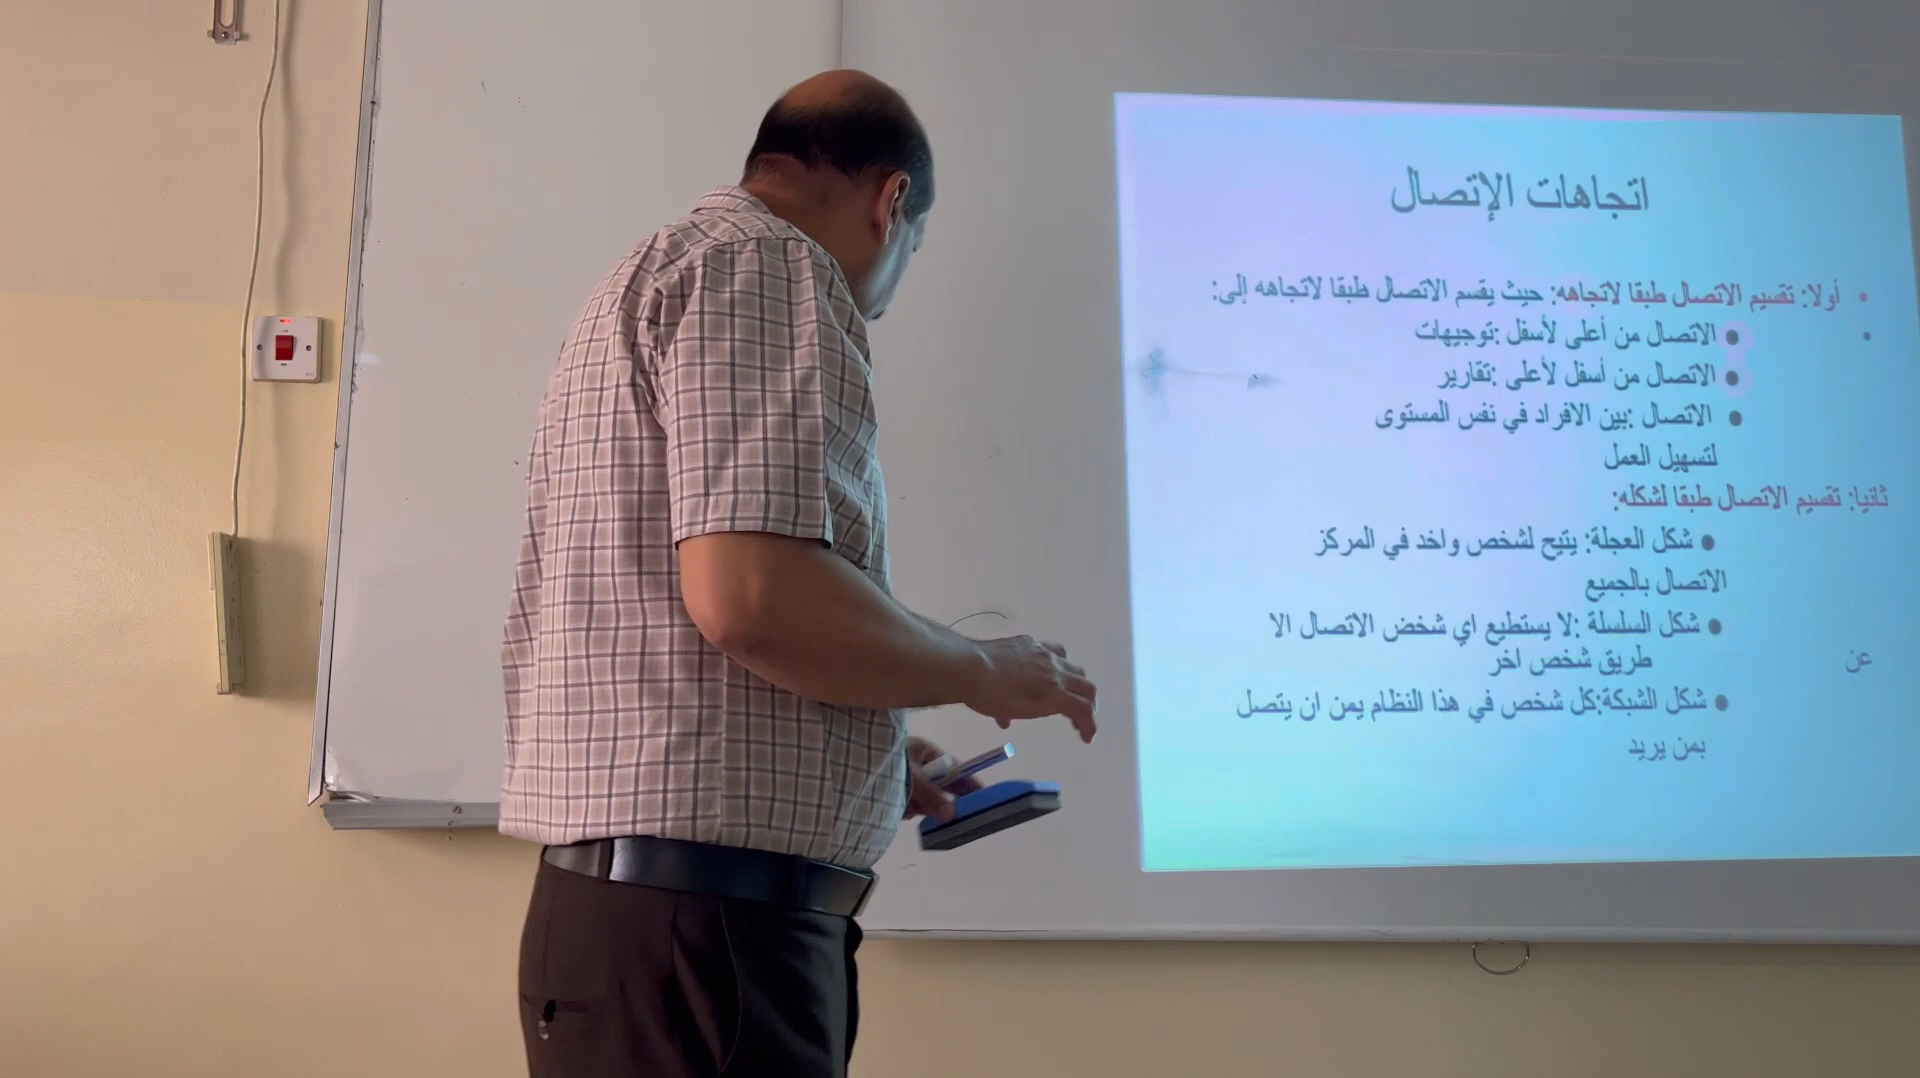 اتجاهات الإتصال
• أولا: تقسيم الاتصال طبقا لاتجاهه: حيث يقسم الاتصال طبقا لاتجاهه إلى:
• ● الاتصال من أعلى لأسفل :توجيهات
● الاتصال من أسفل لأعلى :تقارير
● الاتصال :بين الافراد في نفس المستوى
لتسهيل العمل
ثانيا: تقسيم الاتصال طبقا لشكله:
● شكل العجلة: يتيح لشخص واخد في المركز
الاتصال بالجميع
● شكل السلسلة :لا يستطيع اي شخض الاتصال الا
عن طريق شخص اخر
● شكل الشبكة:كل شخص في هذا النظام يمن ان يتصل
بمن يريد